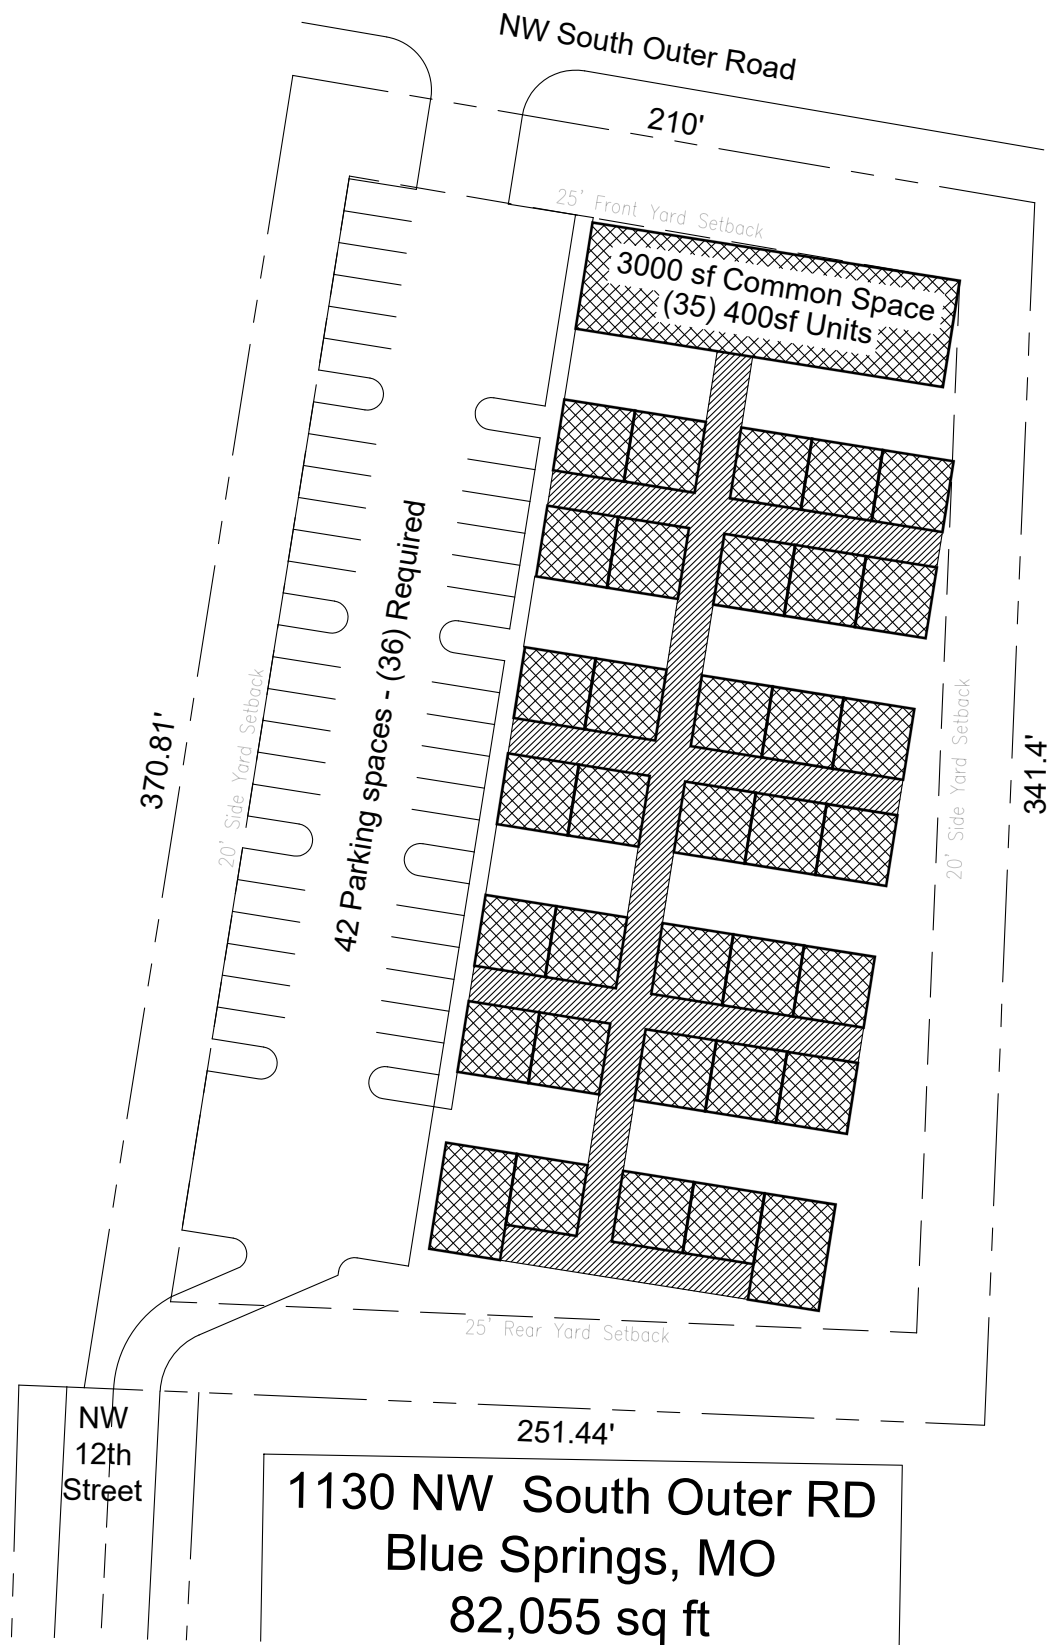 NW South Outer Road
210'
25' Front Yard Setback
3000 sf Common Space
(35) 400sf Units
42 Parking spaces - (36) Required
20' Side Yard Setback
370.81'
20' Side Yard Setback
341.4'
25' Rear Yard Setback
251.44'
NW
12th
Street
1130 NW South Outer RD
Blue Springs, MO
82,055 sq ft